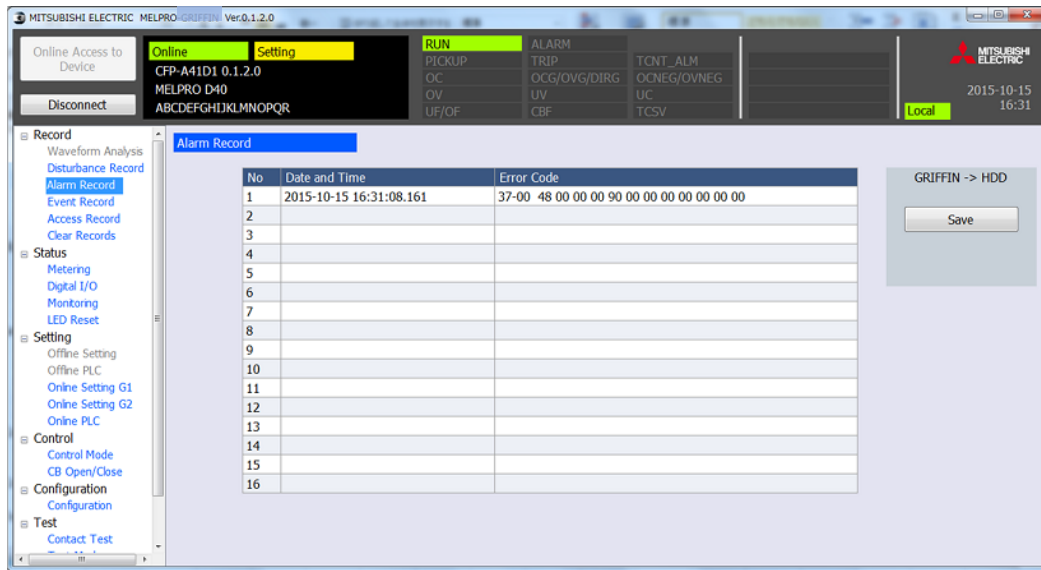 MITSUBISHI ELECTRIC MELPRO GRIFFIN Ver.0.1.2.0
Online Access to Device
Disconnect
Online Setting
CFP-A41D1 0.1.2.0
MELPRO D40
ABCDEFGHIJKLMNOPQR
RUN ALARM
PICKUP TRIP TCNT_ALM
OC OCG/OVG/DIRG OCNEG/OVNEG
OV UV UC
UF/OF CBF TCSV
MITSUBISHI ELECTRIC
2015-10-15
Local 16:31
Record
Waveform Analysis
Disturbance Record
Alarm Record
Event Record
Access Record
Clear Records
Status
Metering
Digital I/O
Monitoring
LED Reset
Setting
Offline Setting
Offline PLC
Online Setting G1
Online Setting G2
Online PLC
Control
Control Mode
CB Open/Close
Configuration
Configuration
Test
Contact Test
Alarm Record
No Date and Time Error Code
1 2015-10-15 16:31:08.161 37-00 48 00 00 00 90 00 00 00 00 00 00 00
2
3
4
5
6
7
8
9
10
11
12
13
14
15
16
GRIFFIN -> HDD
Save